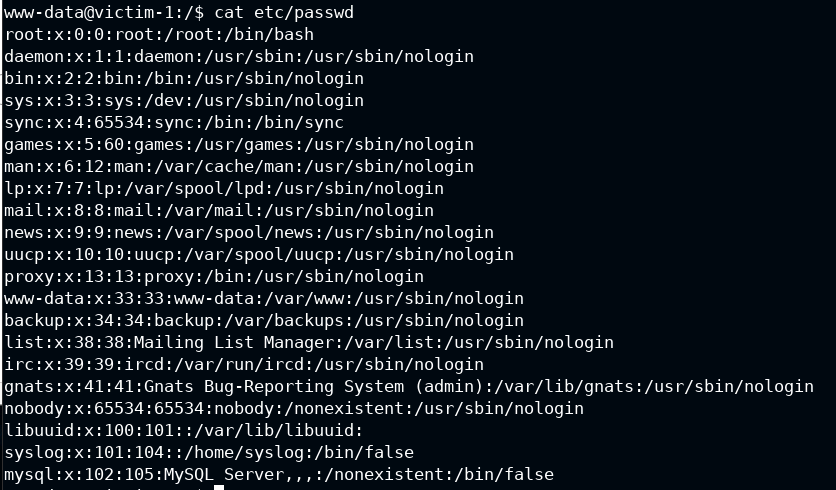 www-data@victim-1:/$ cat etc/passwd
root:x:0:0:root:/root:/bin/bash
daemon:x:1:1:daemon:/usr/sbin:/usr/sbin/nologin
bin:x:2:2:bin:/bin:/usr/sbin/nologin
sys:x:3:3:sys:/dev:/usr/sbin/nologin
sync:x:4:65534:sync:/bin:/bin/sync
games:x:5:60:games:/usr/games:/usr/sbin/nologin
man:x:6:12:man:/var/cache/man:/usr/sbin/nologin
lp:x:7:7:lp:/var/spool/lpd:/usr/sbin/nologin
mail:x:8:8:mail:/var/mail:/usr/sbin/nologin
news:x:9:9:news:/var/spool/news:/usr/sbin/nologin
uucp:x:10:10:uucp:/var/spool/uucp:/usr/sbin/nologin
proxy:x:13:13:proxy:/bin:/usr/sbin/nologin
www-data:x:33:33:www-data:/var/www:/usr/sbin/nologin
backup:x:34:34:backup:/var/backups:/usr/sbin/nologin
list:x:38:38:Mailing List Manager:/var/list:/usr/sbin/nologin
irc:x:39:39:ircd:/var/run/ircd:/usr/sbin/nologin
gnats:x:41:41:Gnats Bug-Reporting System (admin):/var/lib/gnats:/usr/sbin/nologin
nobody:x:65534:65534:nobody:/nonexistent:/usr/sbin/nologin
libuuid:x:100:101::/var/lib/libuuid:
syslog:x:101:104::/home/syslog:/bin/false
mysql:x:102:105:MySQL Server,,,:/nonexistent:/bin/false